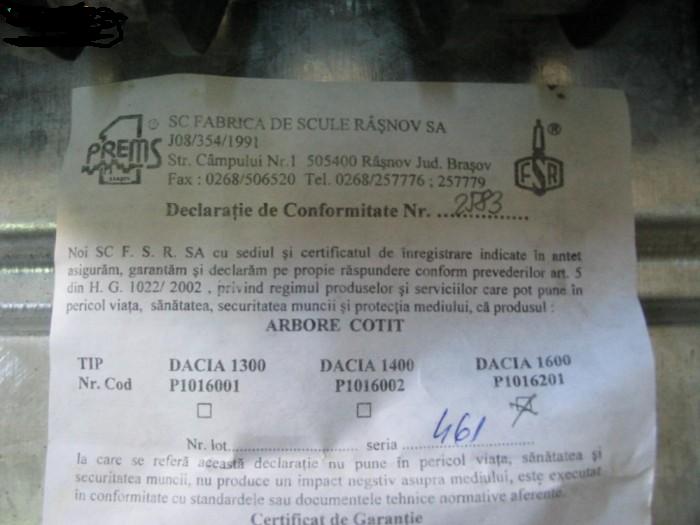 PREMS
SC FABRICA DE SCULE RÂŞNOV SA
J08/354/1991
Str. Câmpului Nr.1 505400 Râşnov Jud. Braşov
Fax : 0268/506520 Tel. 0268/257776 ; 257779
®
FSR
Declaraţie de Conformitate Nr. ...2583...............
Noi SC F. S. R. SA cu sediul şi certificatul de înregistrare indicate în antet
asigurăm, garantăm şi declarăm pe propie răspundere conform prevederilor art. 5
din H. G. 1022/ 2002 , privind regimul produselor şi serviciilor care pot pune în
pericol viaţa, sănătatea, securitatea muncii şi protecţia mediului, că produsul :
ARBORE COTIT
TIP DACIA 1300 DACIA 1400 DACIA 1600
Nr. Cod P1016001 P1016002 P1016201
Nr. lot........................... seria ......461..................
la care se referă această declaraţie nu pune în pericol viaţa, sănătatea şi
securitatea muncii, nu produce un impact negstiv asupra mediului, este executat
în conformitate cu standardele sau documentele tehnice normative aferente.
Certificat de Garanţie